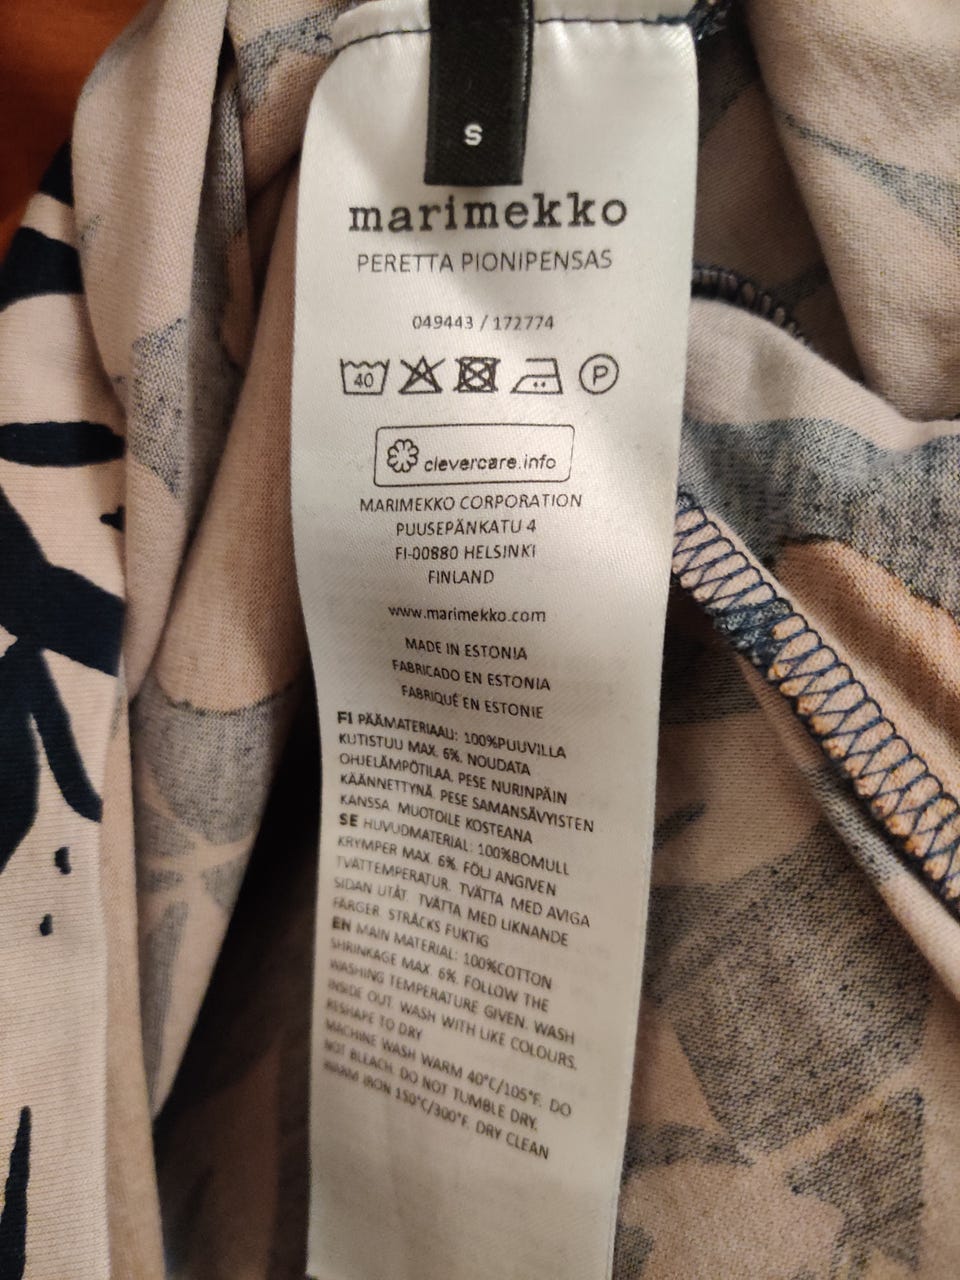 S
marimekko
PERETTA PIONIPENSAS
049443 / 172774
40 P
clevercare.info
MARIMEKKO CORPORATION
PUUSEPÄNKATU 4
FI-00880 HELSINKI
FINLAND
www.marimekko.com
MADE IN ESTONIA
FABRICADO EN ESTONIA
FABRIQUÉ EN ESTONIE
FI PÄÄMATERIAALI: 100%PUUVILLA
KUTISTUU MAX. 6%. NOUDATA
OHJELÄMPÖTILAA. PESE NURINPÄIN
KÄÄNNETTYNÄ. PESE SAMANSÄVYISTEN
KANSSA. MUOTOILE KOSTEANA
SE HUVUDMATERIAL: 100%BOMULL
KRYMPER MAX. 6%. FÖLJ ANGIVEN
TVÄTTEMPERATUR. TVÄTTA MED AVIGA
SIDAN UTÅT. TVÄTTA MED LIKNANDE
FÄRGER. STRÄCKS FUKTIG
EN MAIN MATERIAL: 100%COTTON
SHRINKAGE MAX. 6%. FOLLOW THE
WASHING TEMPERATURE GIVEN. WASH
INSIDE OUT. WASH WITH LIKE COLOURS.
RESHAPE TO DRY
MACHINE WASH WARM 40°C/105°F. DO
NOT BLEACH. DO NOT TUMBLE DRY.
WARM IRON 150°C/300°F. DRY CLEAN